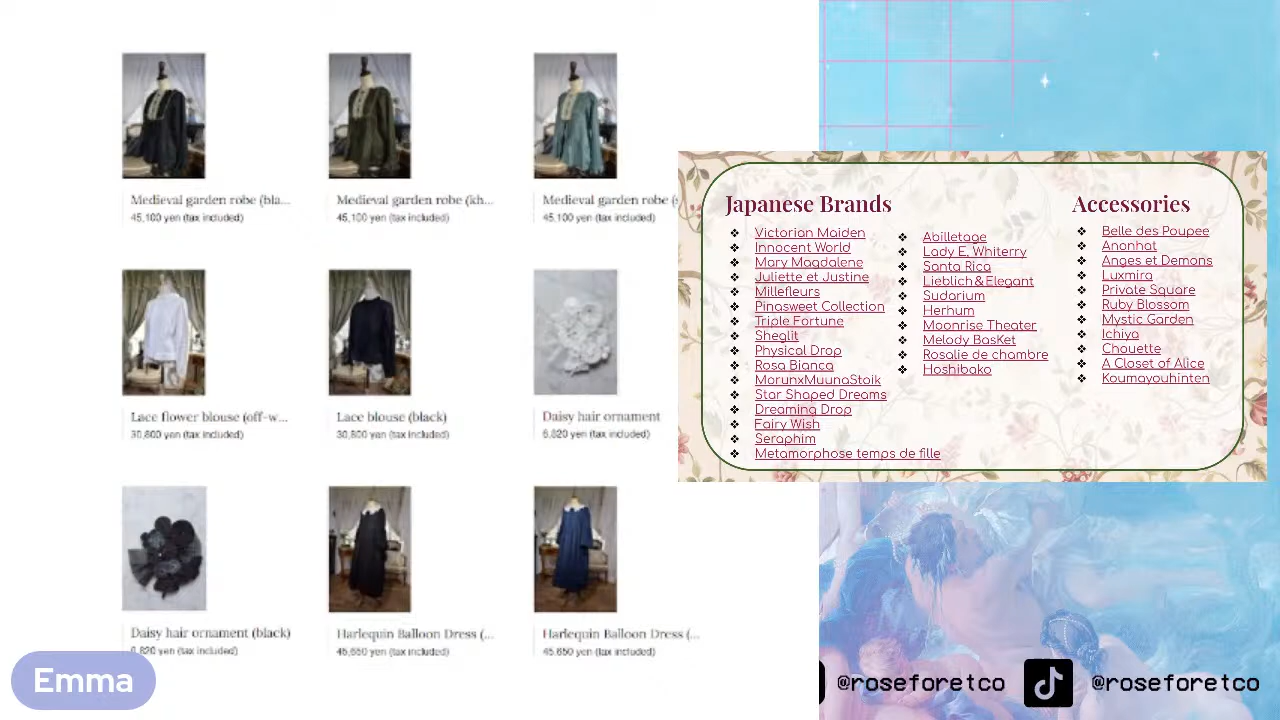 Medieval garden robe (bla...
45,100 yen (tax included)
Medieval garden robe (kh...
45,100 yen (tax included)
Medieval garden robe (
45,100 yen (tax included)
Lace flower blouse (off-w...
30,800 yen (tax included)
Lace blouse (black)
30,800 yen (tax included)
Daisy hair ornament
6,820 yen (tax included)
Daisy hair ornament (black)
6,820 yen (tax included)
Harlequin Balloon Dress (...
45,650 yen (tax included)
Harlequin Balloon Dress (...
45,650 yen (tax included)
Japanese Brands
Victorian Maiden
Innocent World
Mary Magdalene
Juliette et Justine
Millefleurs
Pinasweet Collection
Triple Fortune
Sheglit
Physical Drop
Rosa Bianca
MorunxMuunaStoik
Star Shaped Dreams
Dreaming Drop
Fairy Wish
Seraphim
Metamorphose temps de fille
Abilletage
Lady E. Whiterry
Santa Rica
Lieblich&Elegant
Sudarium
Herhum
Moonrise Theater
Melody BasKet
Rosalie de chambre
Hoshibako
Accessories
Belle des Poupee
Anonhat
Anges et Demons
Luxmira
Private Square
Ruby Blossom
Mystic Garden
Ichiya
Chouette
A Closet of Alice
Koumayouhinten
Emma
@roseforetco
@roseforetco